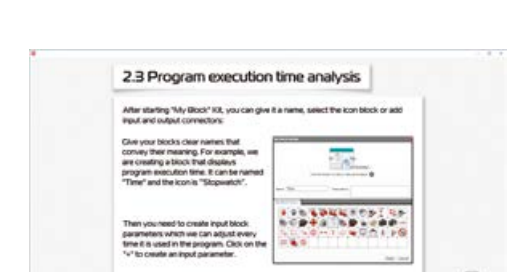 2.3 Program execution time analysis
After starting "My Block" Kit, you can give it a name, select the icon block or add
input and output connectors:
Give your blocks clear names that
convey their meaning. For example, we
are creating a block that displays
program execution time. It can be named
"Time" and the icon is "Stopwatch".
Then you need to create input block
parameters which we can adjust every
time it is used in the program. Click on the
"+" to create an input parameter.